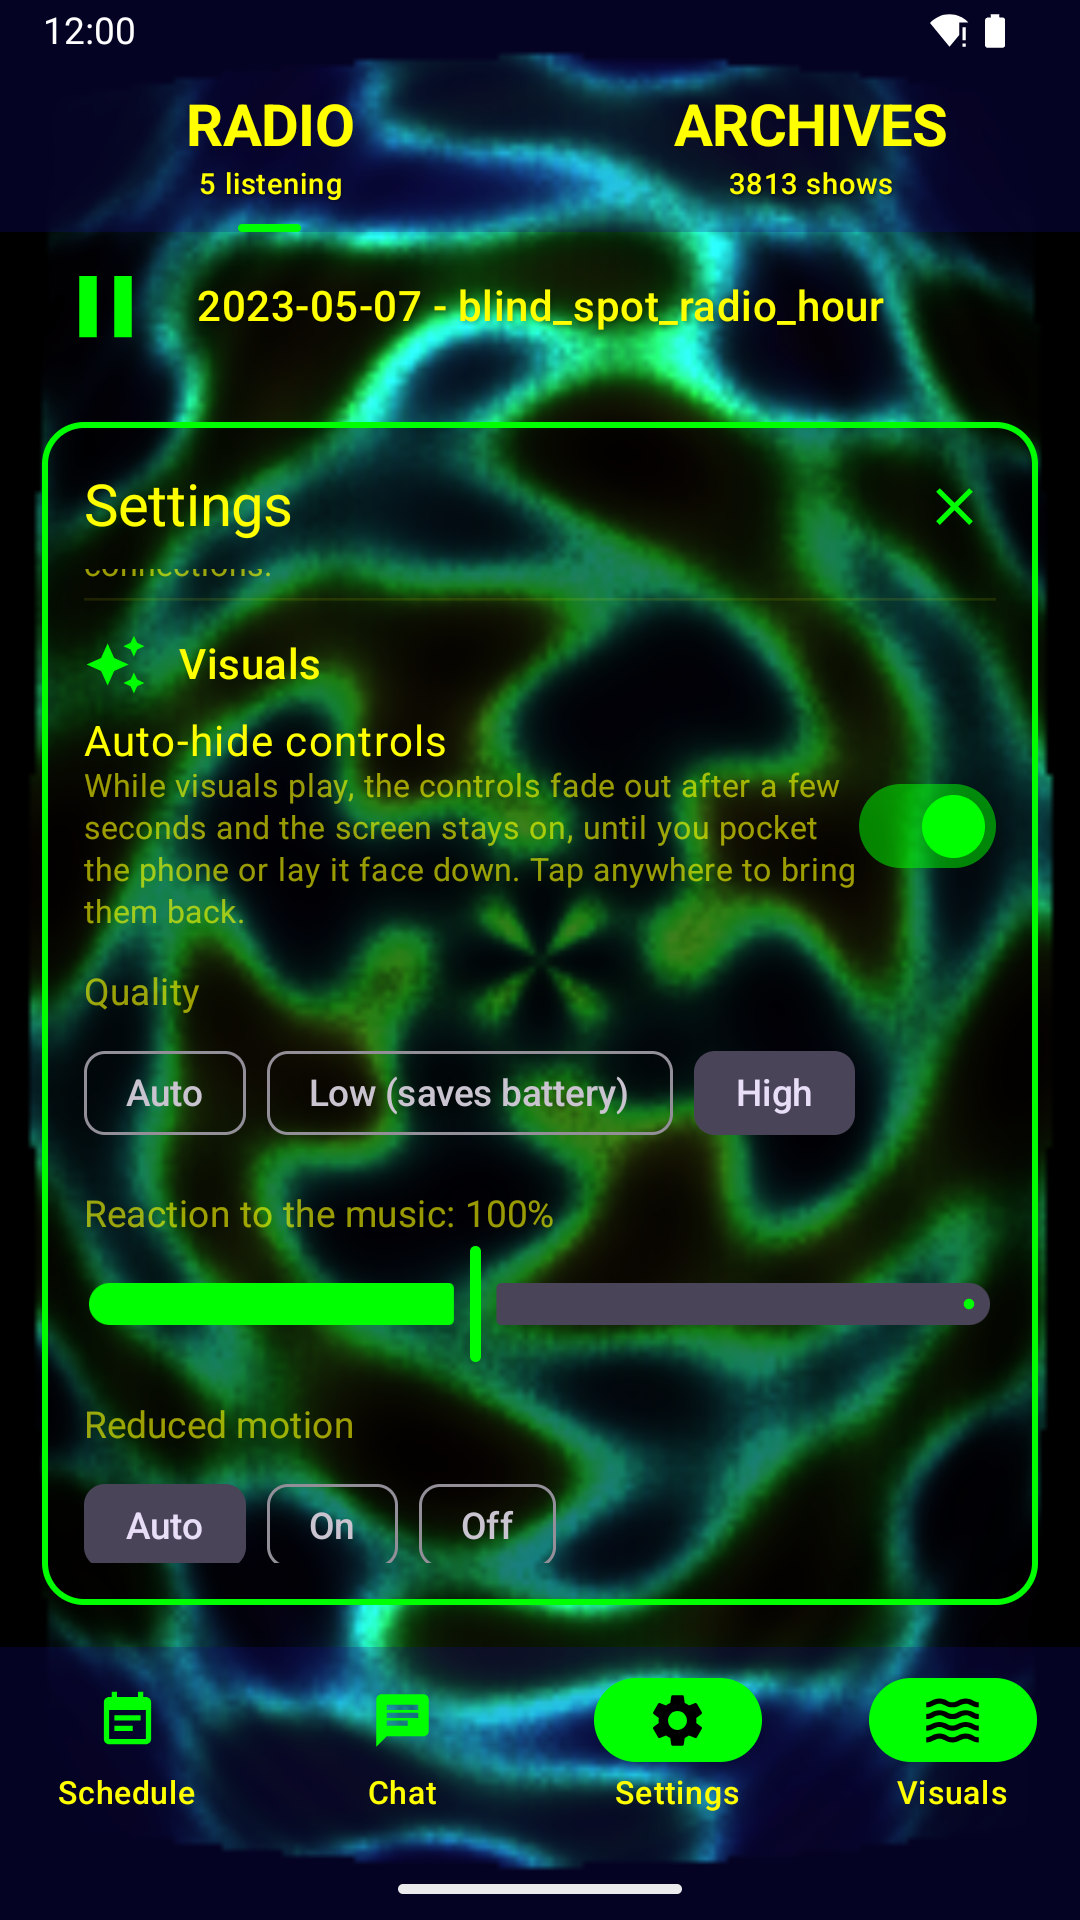 12:00
RADIO
5 listening
ARCHIVES
3813 shows
2023-05-07 - blind_spot_radio_hour
Settings
connections.
Visuals
Auto-hide controls
While visuals play, the controls fade out after a few
seconds and the screen stays on, until you pocket
the phone or lay it face down. Tap anywhere to bring
them back.
Quality
Auto
Low (saves battery)
High
Reaction to the music: 100%
Reduced motion
Auto
On
Off
Schedule
Chat
Settings
Visuals